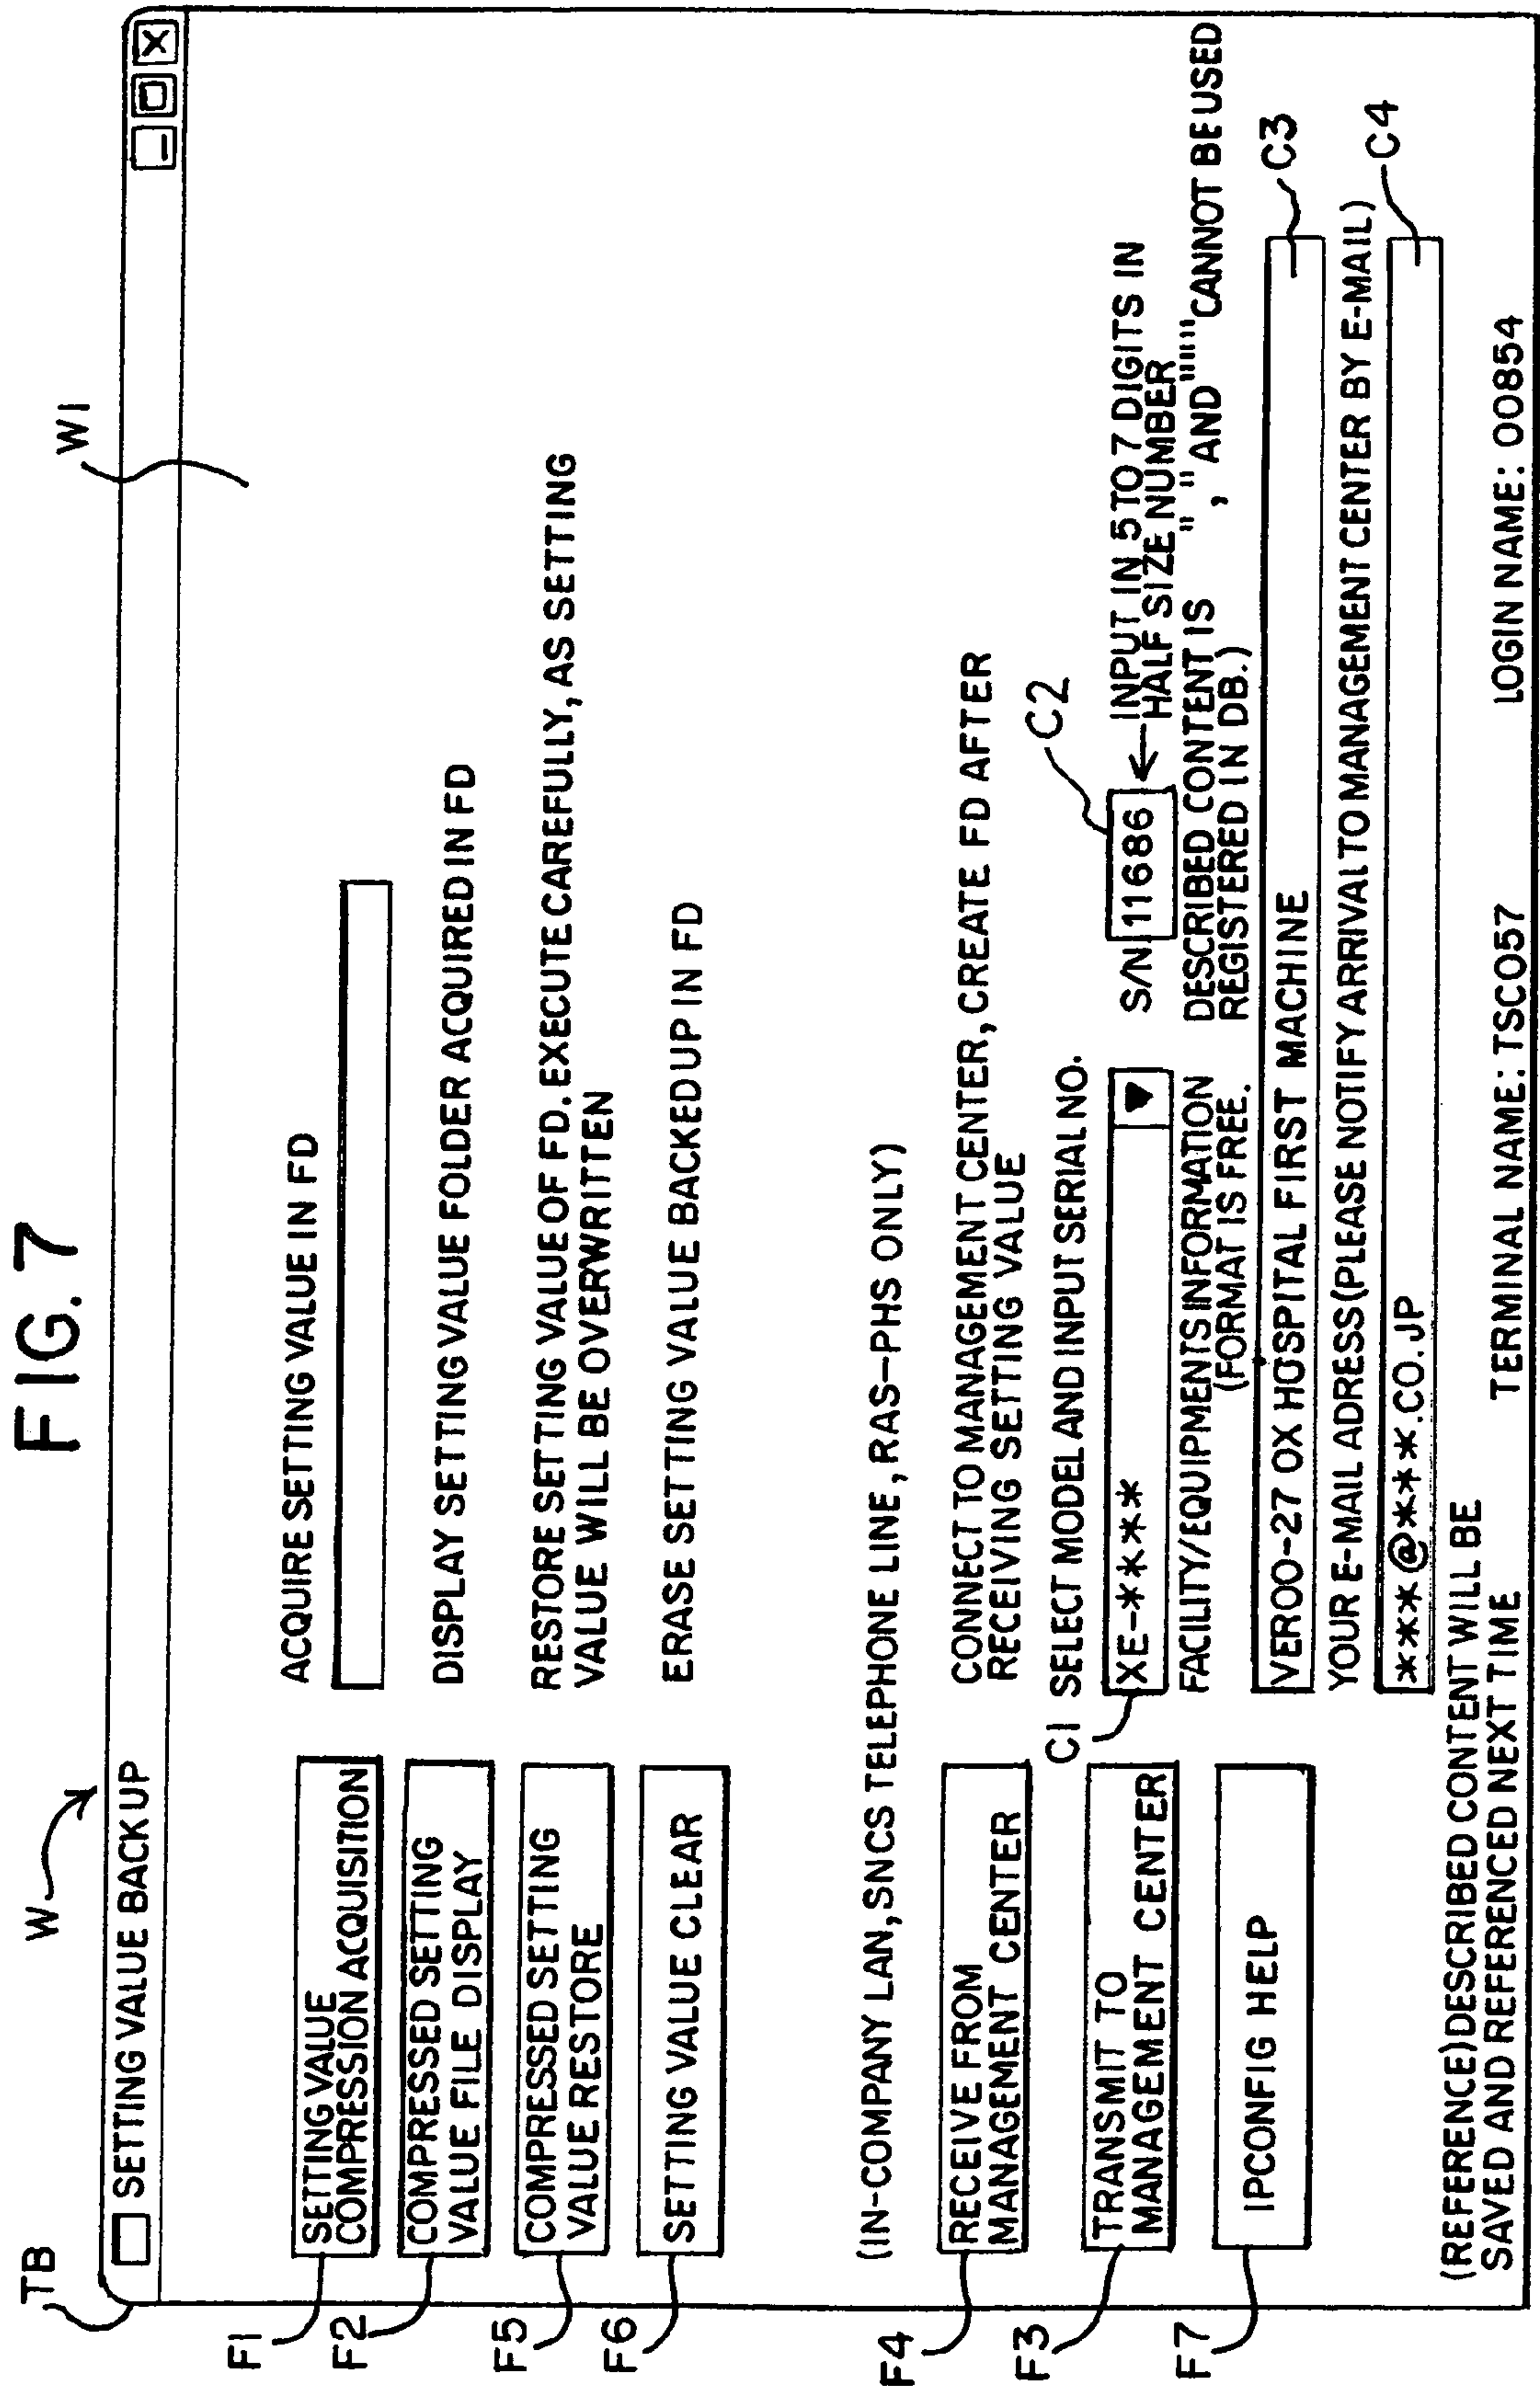 FIG. 7
W
W1
TB
SETTING VALUE BACK UP
F1
SETTING VALUE
COMPRESSION ACQUISITION
ACQUIRE SETTING VALUE IN FD
F2
COMPRESSED SETTING
VALUE FILE DISPLAY
DISPLAY SETTING VALUE FOLDER ACQUIRED IN FD
F5
COMPRESSED SETTING
VALUE RESTORE
RESTORE SETTING VALUE OF FD. EXECUTE CAREFULLY, AS SETTING
VALUE WILL BE OVERWRITTEN
F6
SETTING VALUE CLEAR
ERASE SETTING VALUE BACKED UP IN FD
(IN-COMPANY LAN, SNCS TELEPHONE LINE, RAS-PHS ONLY)
F4
RECEIVE FROM
MANAGEMENT CENTER
CONNECT TO MANAGEMENT CENTER, CREATE FD AFTER
RECEIVING SETTING VALUE
C1 SELECT MODEL AND INPUT SERIAL NO.
C2
F3
TRANSMIT TO
MANAGEMENT CENTER
XE-****
S/N 11686 ← INPUT IN 5 TO 7 DIGITS IN
HALF SIZE NUMBER
FACILITY/EQUIPMENTS INFORMATION
(FORMAT IS FREE.
DESCRIBED CONTENT IS
REGISTERED IN DB.)
" , " AND """" CANNOT BE USED
F7
IPCONFIG HELP
VER00-27 OX HOSPITAL FIRST MACHINE
C3
YOUR E-MAIL ADRESS (PLEASE NOTIFY ARRIVAL TO MANAGEMENT CENTER BY E-MAIL)
***@***.CO.JP
C4
(REFERENCE) DESCRIBED CONTENT WILL BE
SAVED AND REFERENCED NEXT TIME
TERMINAL NAME: TSC057
LOGIN NAME: 00854